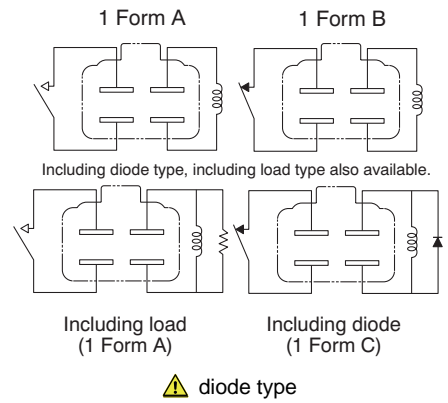 1 Form A
1 Form B
Including diode type, including load type also available.
Including load
(1 Form A)
Including diode
(1 Form C)
diode type